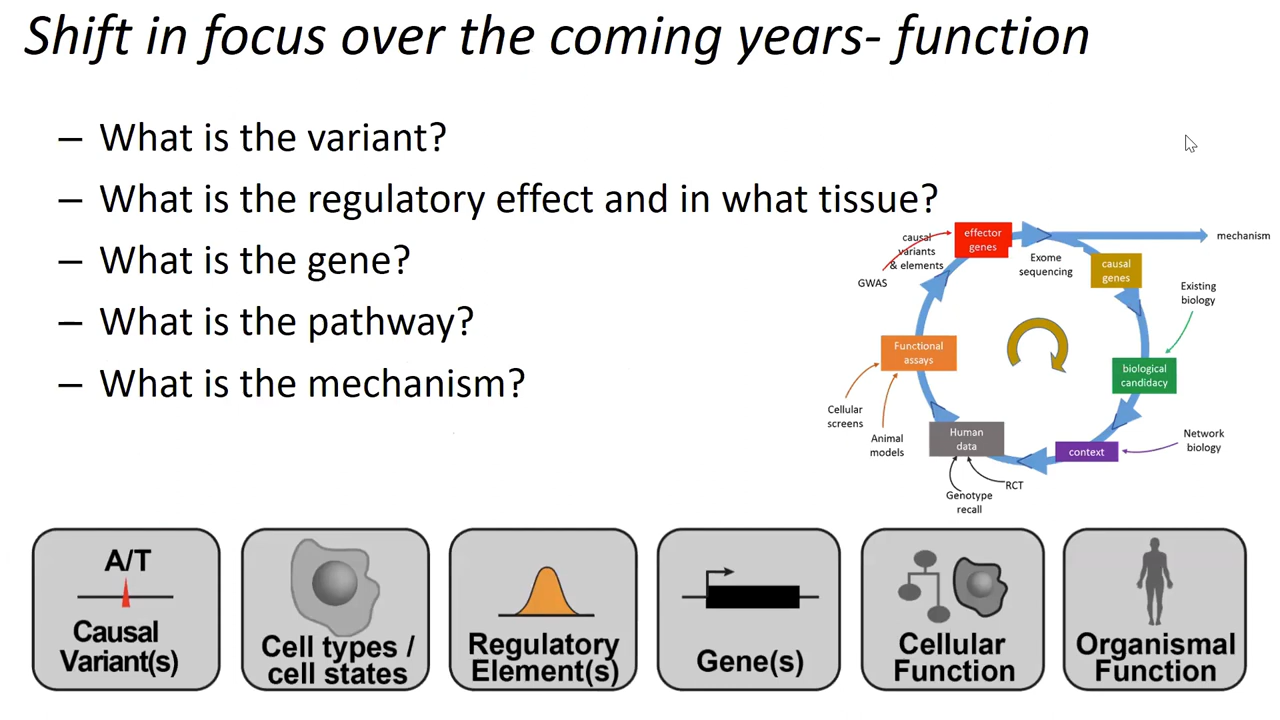 Shift in focus over the coming years- function
– What is the variant?
– What is the regulatory effect and in what tissue?
– What is the gene?
– What is the pathway?
– What is the mechanism?
effector
genes
mechanism
causal
variants
& elements
GWAS
Exome
sequencing
causal
genes
Existing
biology
Functional
assays
biological
candidacy
Cellular
screens
Animal
models
Human
data
context
Network
biology
RCT
Genotype
recall
A/T
Causal
Variant(s)
Cell types /
cell states
Regulatory
Element(s)
Gene(s)
Cellular
Function
Organismal
Function